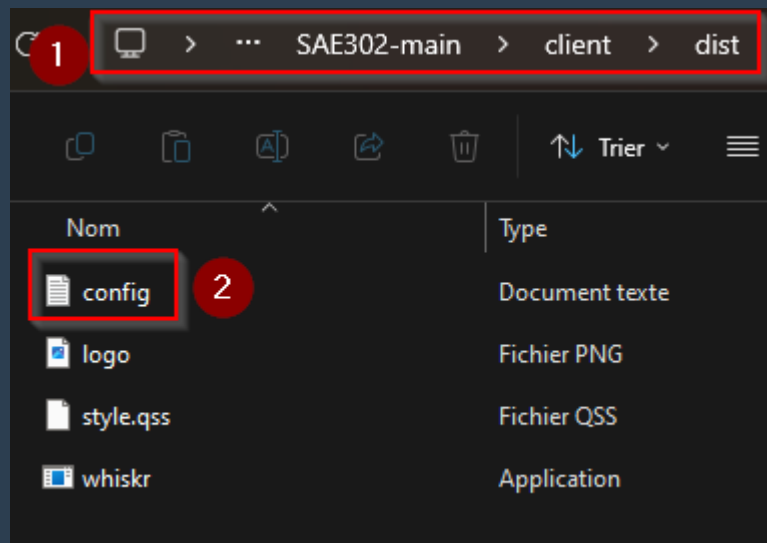 1 > ... SAE302-main > client > dist
Trier
Nom Type
config 2 Document texte
logo Fichier PNG
style.qss Fichier QSS
whiskr Application